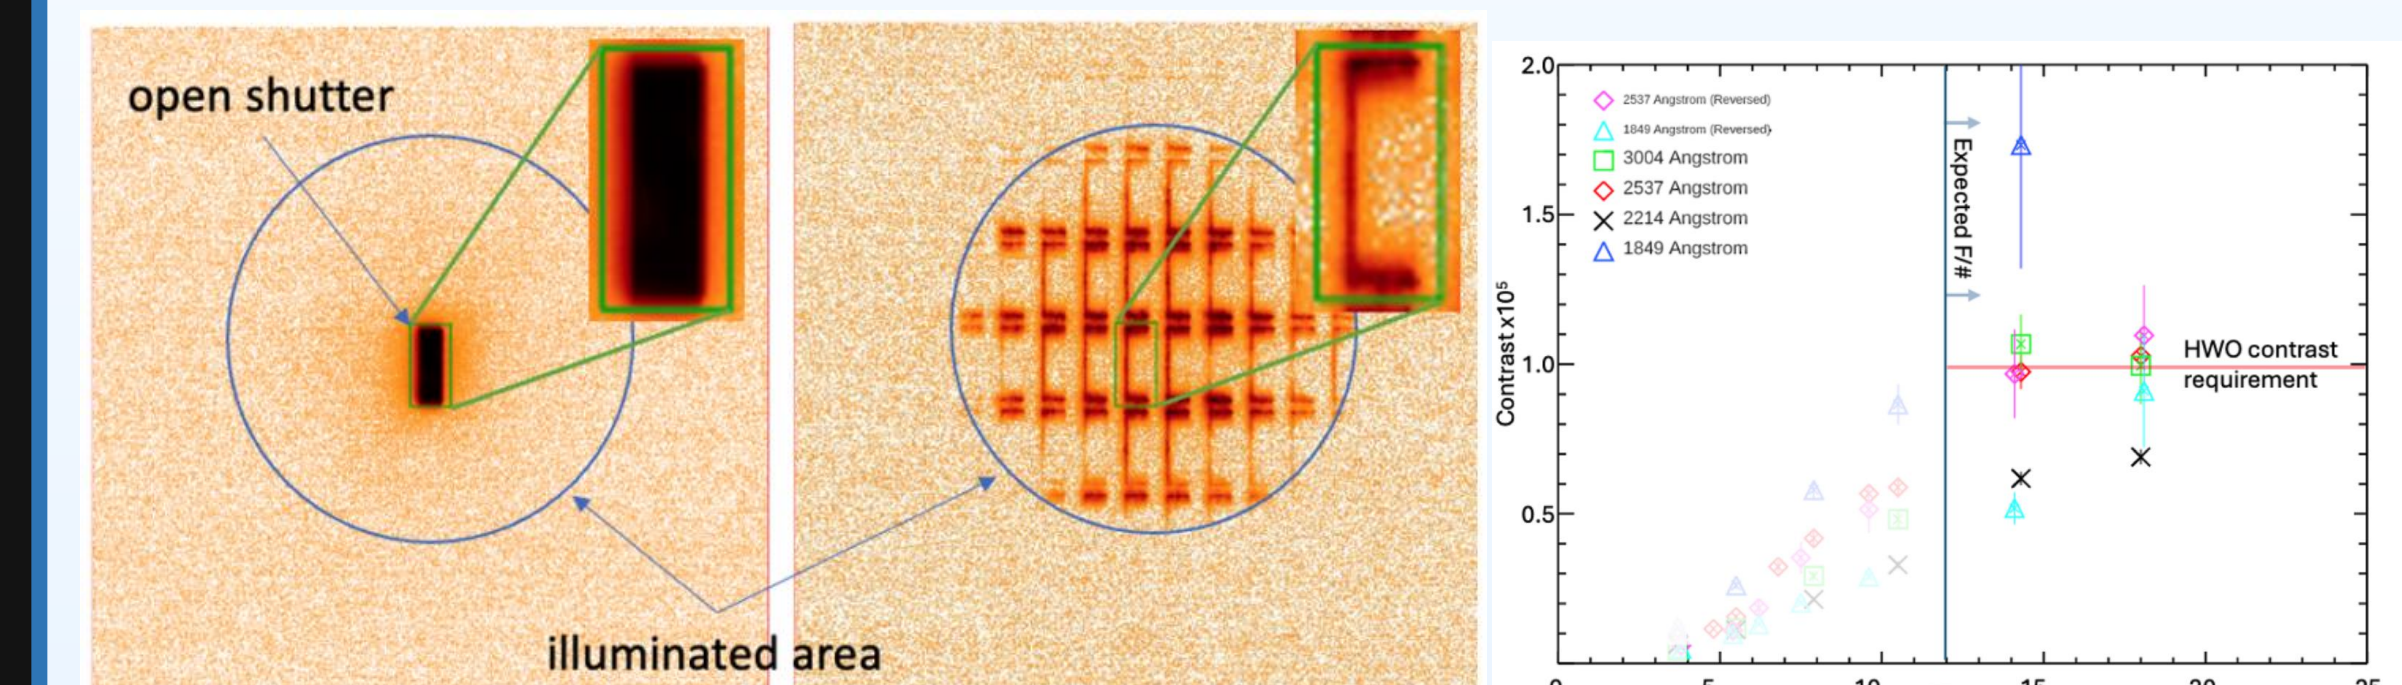 open shutter
illuminated area
2.0
1.5
1.0
0.5
Contrast x10⁵
2537 Angstrom (Reversed)
1849 Angstrom (Reversed)
3004 Angstrom
2537 Angstrom
2214 Angstrom
1849 Angstrom
Expected F/#
HWO contrast
requirement
0 5 10 15 20 25